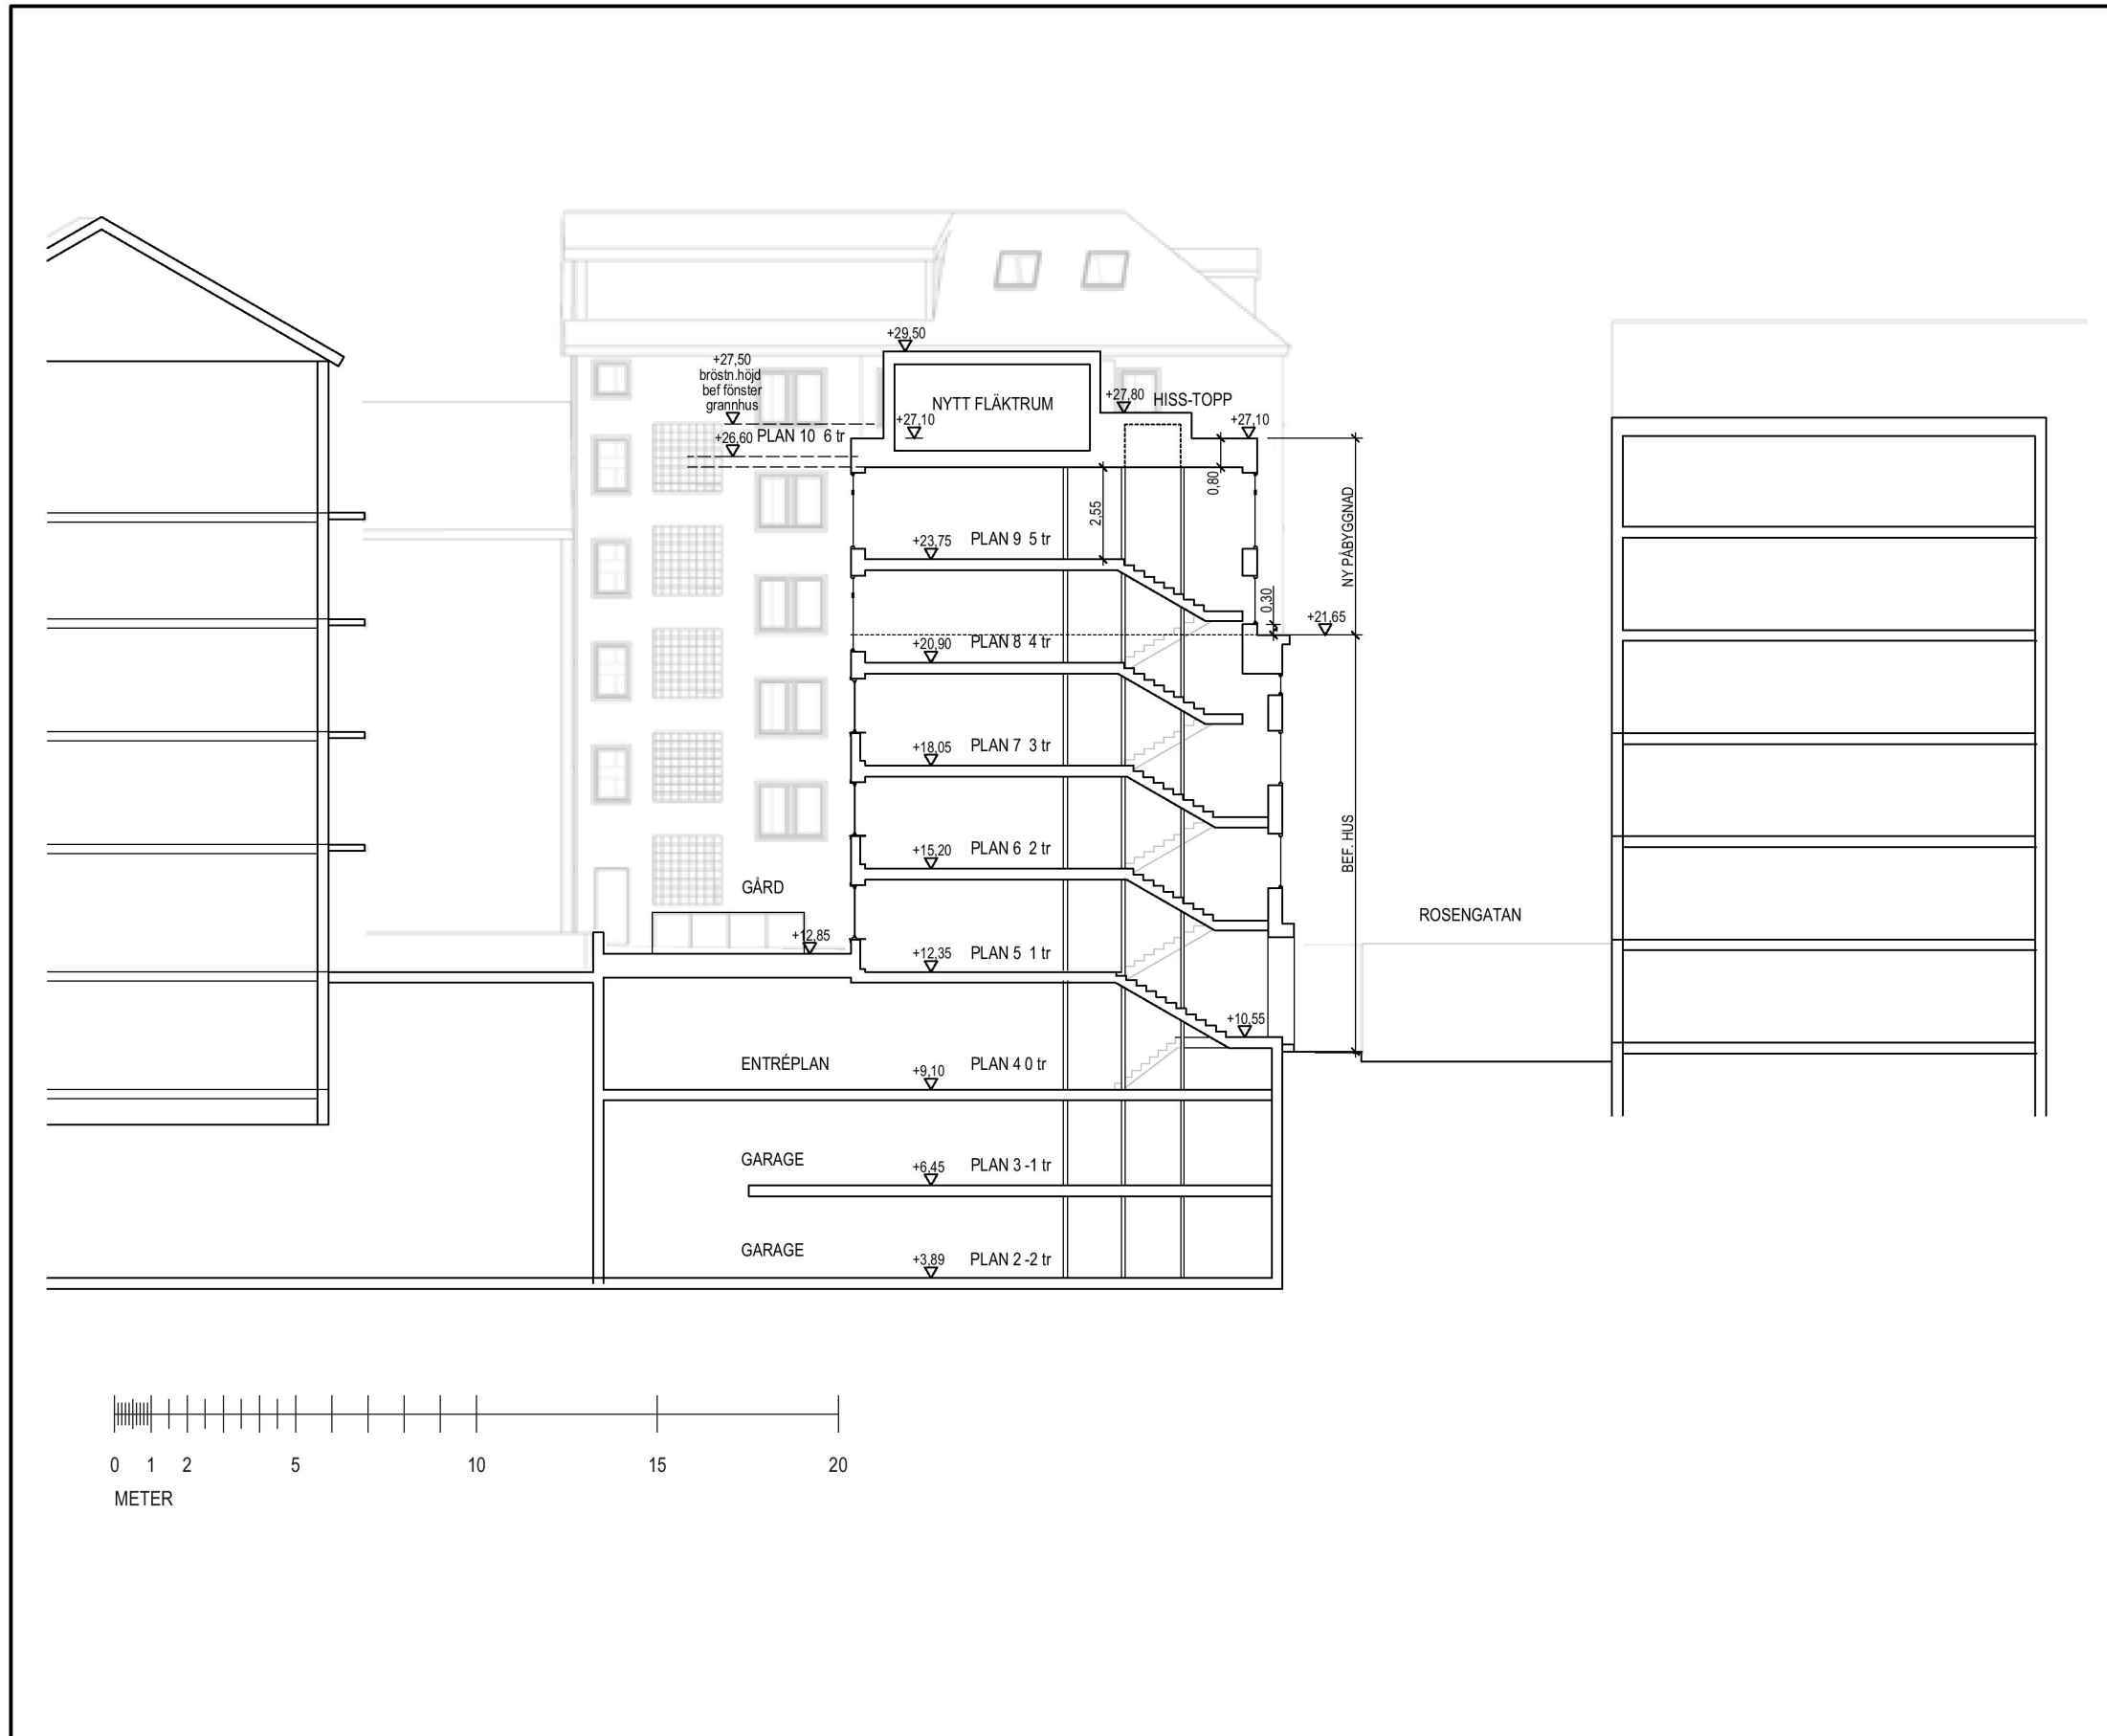 +29,50
+27,50
bröstn.höjd
bef fönster
grannhus
NYTT FLÄKTRUM
+27,80
HISS-TOPP
+27,10
+27,10
+26,60
PLAN 10 6 tr
0,80
2,55
NY PÅBYGGNAD
+23,75
PLAN 9 5 tr
0,30
+21,65
+20,90
PLAN 8 4 tr
+18,05
PLAN 7 3 tr
BEF. HUS
+15,20
PLAN 6 2 tr
GÅRD
ROSENGATAN
+12,85
+12,35
PLAN 5 1 tr
+10,55
ENTRÉPLAN
+9,10
PLAN 4 0 tr
GARAGE
+6,45
PLAN 3 -1 tr
GARAGE
+3,89
PLAN 2 -2 tr
0 1 2 5 10 15 20
METER